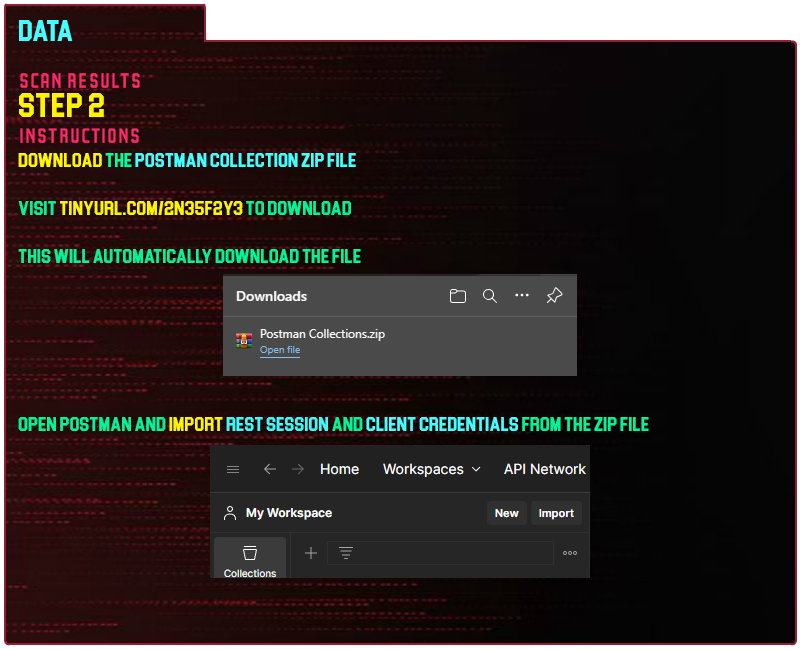 DATA
SCAN RESULTS
STEP 2
INSTRUCTIONS
DOWNLOAD THE POSTMAN COLLECTION ZIP FILE
VISIT TINYURL.COM/2N35F2Y3 TO DOWNLOAD
THIS WILL AUTOMATICALLY DOWNLOAD THE FILE
Downloads
Postman Collections.zip
Open file
OPEN POSTMAN AND IMPORT REST SESSION AND CLIENT CREDENTIALS FROM THE ZIP FILE
Home Workspaces API Network
My Workspace New Import
Collections